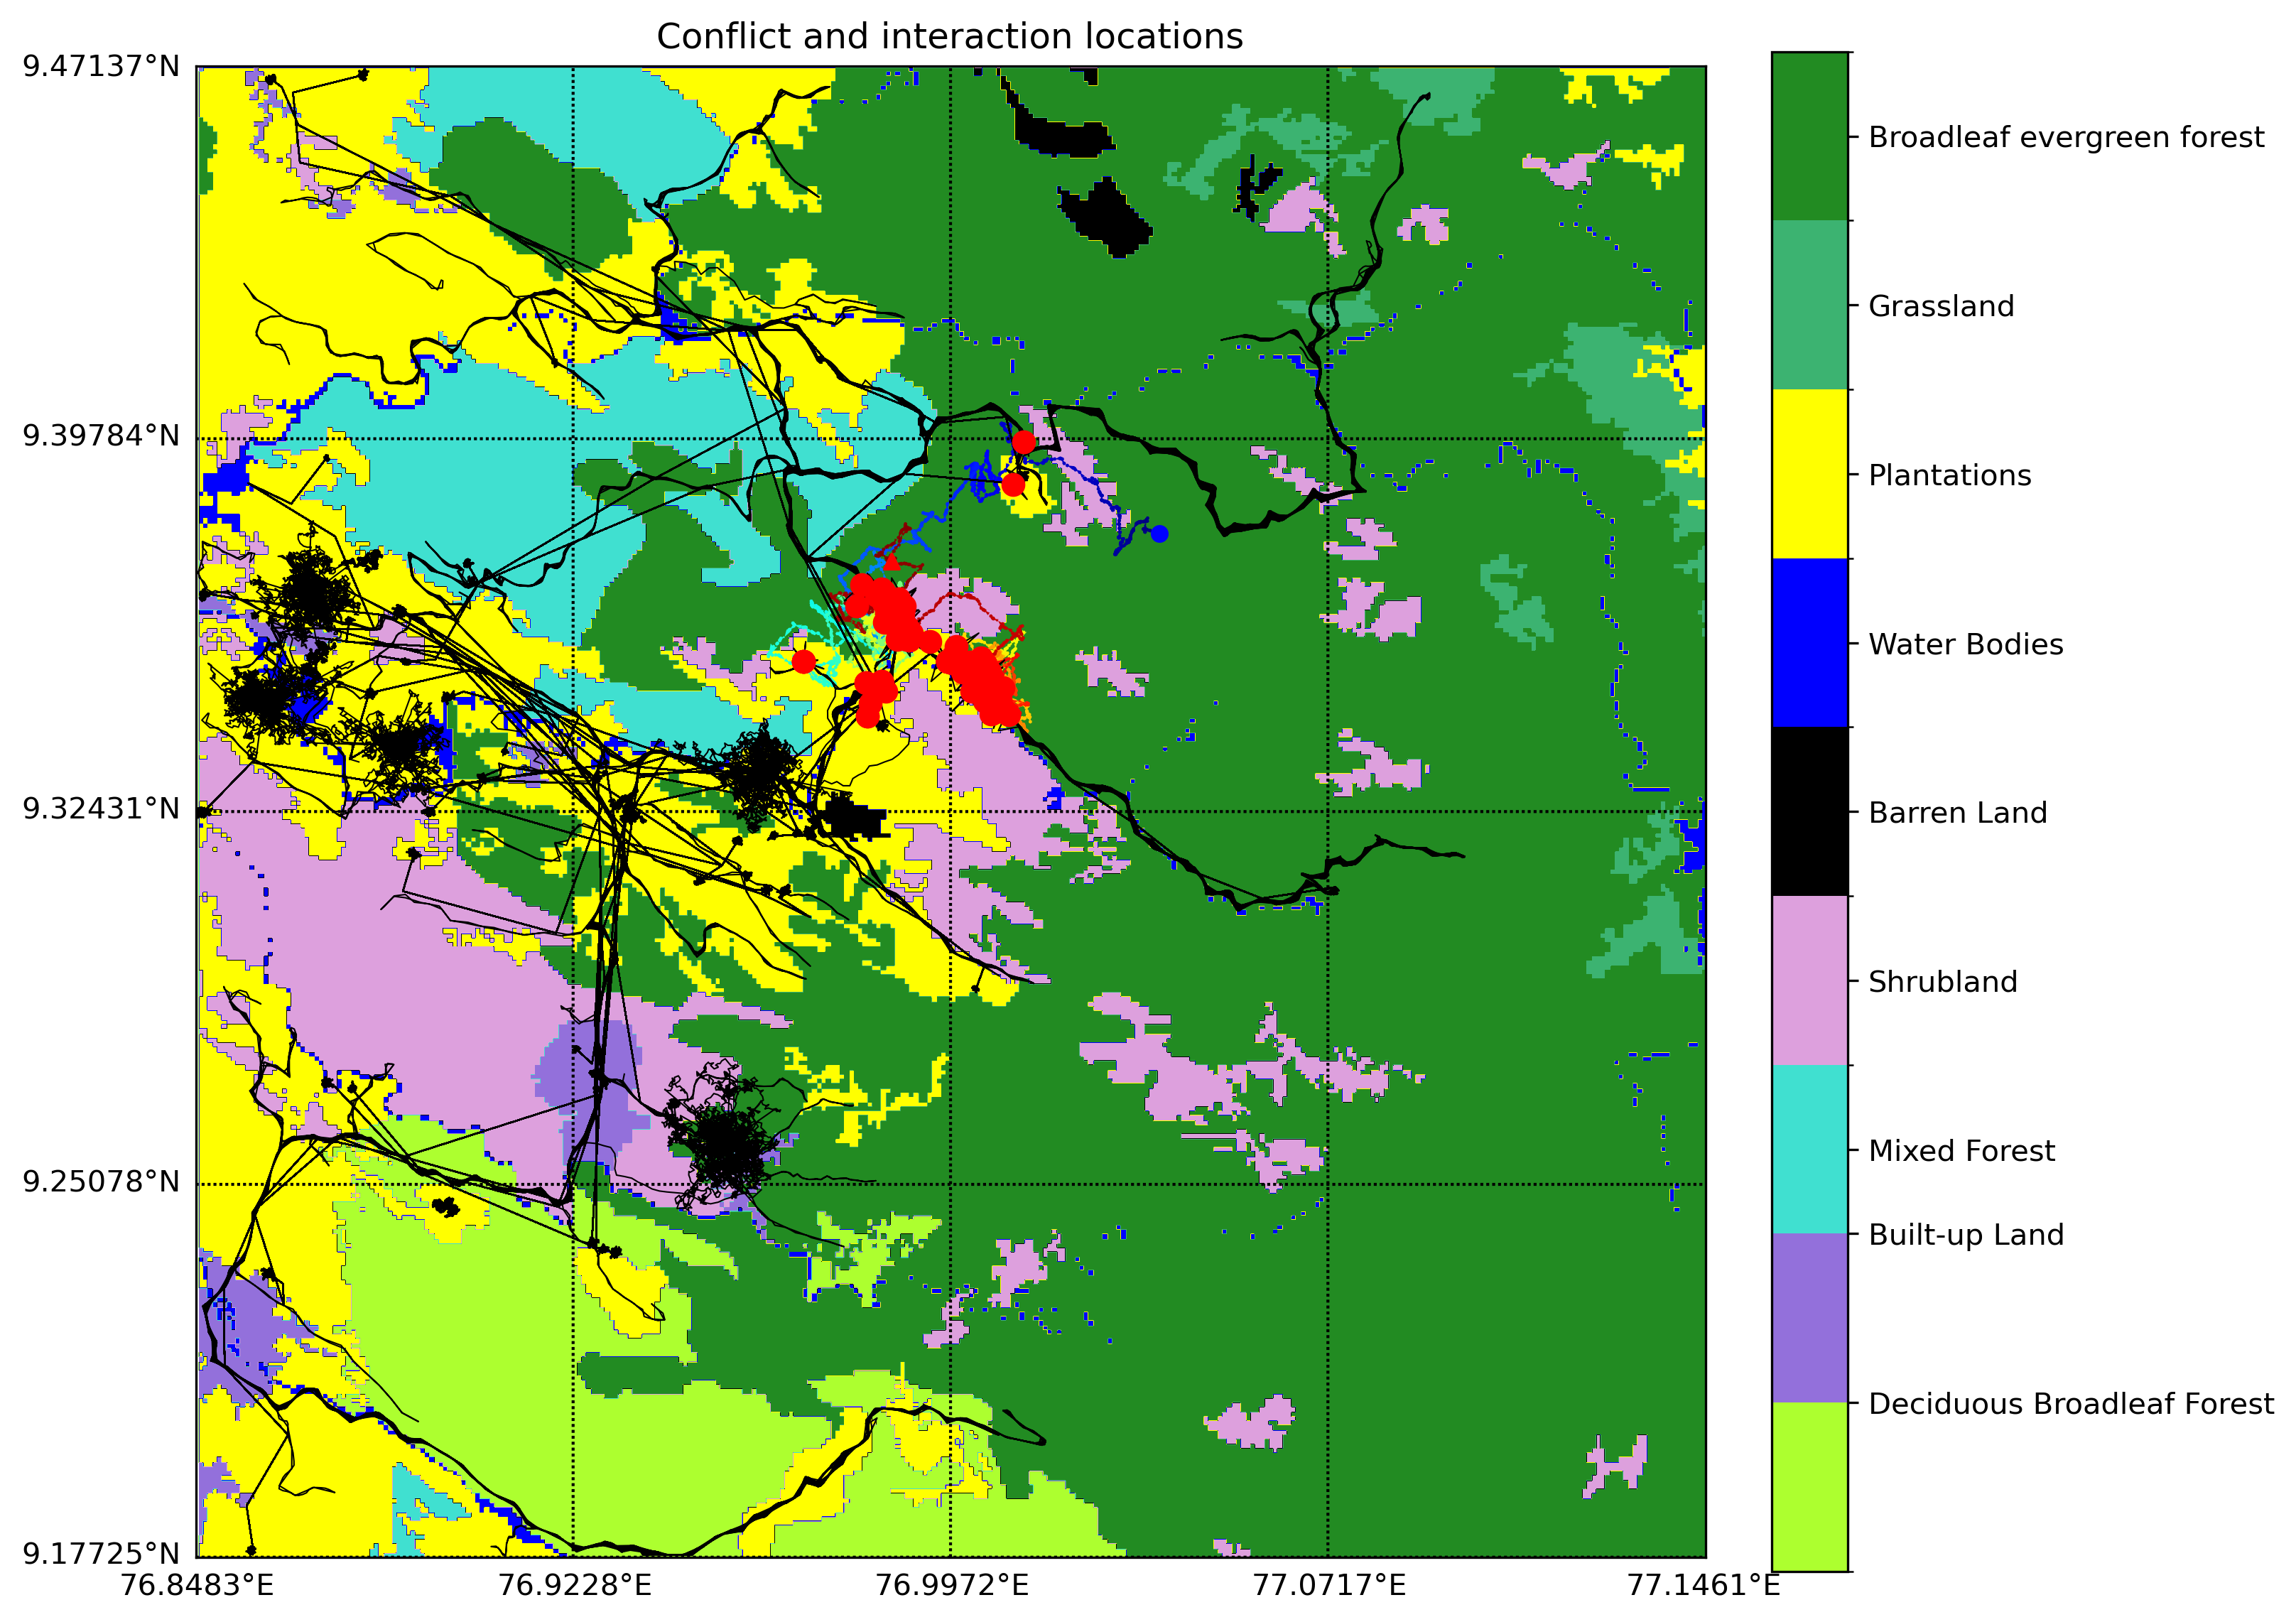 Conflict and interaction locations
9.47137°N
9.39784°N
9.32431°N
9.25078°N
9.17725°N
76.8483°E
76.9228°E
76.9972°E
77.0717°E
77.1461°E
Broadleaf evergreen forest
Grassland
Plantations
Water Bodies
Barren Land
Shrubland
Mixed Forest
Built-up Land
Deciduous Broadleaf Forest